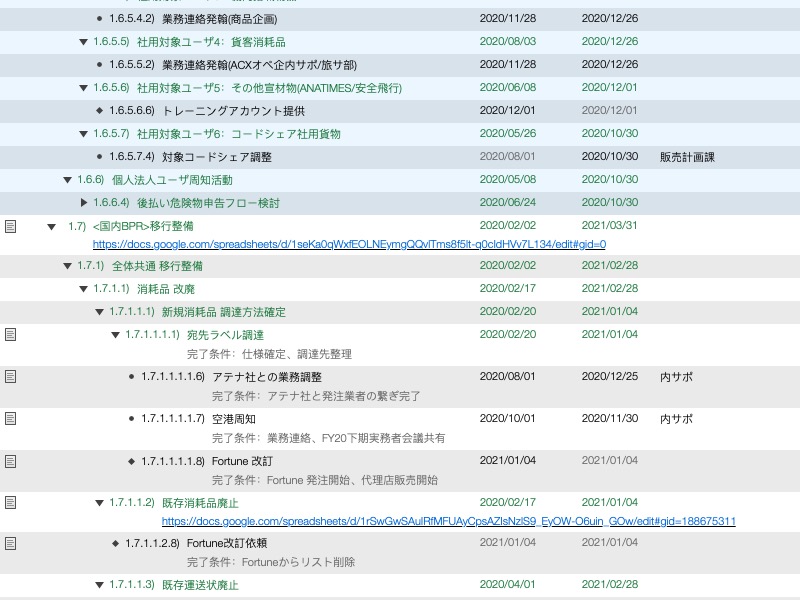 1.6.5.4.2) 業務連絡発翰(商品企画) 2020/11/28 2020/12/26
1.6.5.5) 社用対象ユーザ4：貨客消耗品 2020/08/03 2020/12/26
1.6.5.5.2) 業務連絡発翰(ACXオペ企内サポ/旅サ部) 2020/11/28 2020/12/26
1.6.5.6) 社用対象ユーザ5：その他宣材物(ANATIMES/安全飛行) 2020/06/08 2020/12/01
1.6.5.6.6) トレーニングアカウント提供 2020/12/01 2020/12/01
1.6.5.7) 社用対象ユーザ6：コードシェア社用貨物 2020/05/26 2020/10/30
1.6.5.7.4) 対象コードシェア調整 2020/08/01 2020/10/30 販売計画課
1.6.6) 個人法人ユーザ周知活動 2020/05/08 2020/10/30
1.6.6.4) 後払い危険物申告フロー検討 2020/06/24 2020/10/30
1.7) <国内BPR>移行整備 2020/02/02 2021/03/31
1.7.1) 全体共通 移行整備 2020/02/02 2021/02/28
1.7.1.1) 消耗品 改廃 2020/02/17 2021/02/28
1.7.1.1.1) 新規消耗品 調達方法確定 2020/02/20 2021/01/04
1.7.1.1.1.1) 宛先ラベル調達 2020/02/20 2021/01/04
完了条件：仕様確定、調達先整理
1.7.1.1.1.1.6) アテナ社との業務調整 2020/08/01 2020/12/25 内サポ
完了条件：アテナ社と発注業者の繋ぎ完了
1.7.1.1.1.1.7) 空港周知 2020/10/01 2020/11/30 内サポ
完了条件：業務連絡、FY20下期実務者会議共有
1.7.1.1.1.1.8) Fortune 改訂 2021/01/04 2021/01/04
完了条件：Fortune 発注開始、代理店販売開始
1.7.1.1.2) 既存消耗品廃止 2020/02/17 2021/01/04
1.7.1.1.2.8) Fortune改訂依頼 2021/01/04 2021/01/04
完了条件：Fortuneからリスト削除
1.7.1.1.3) 既存運送状廃止 2020/04/01 2021/02/28